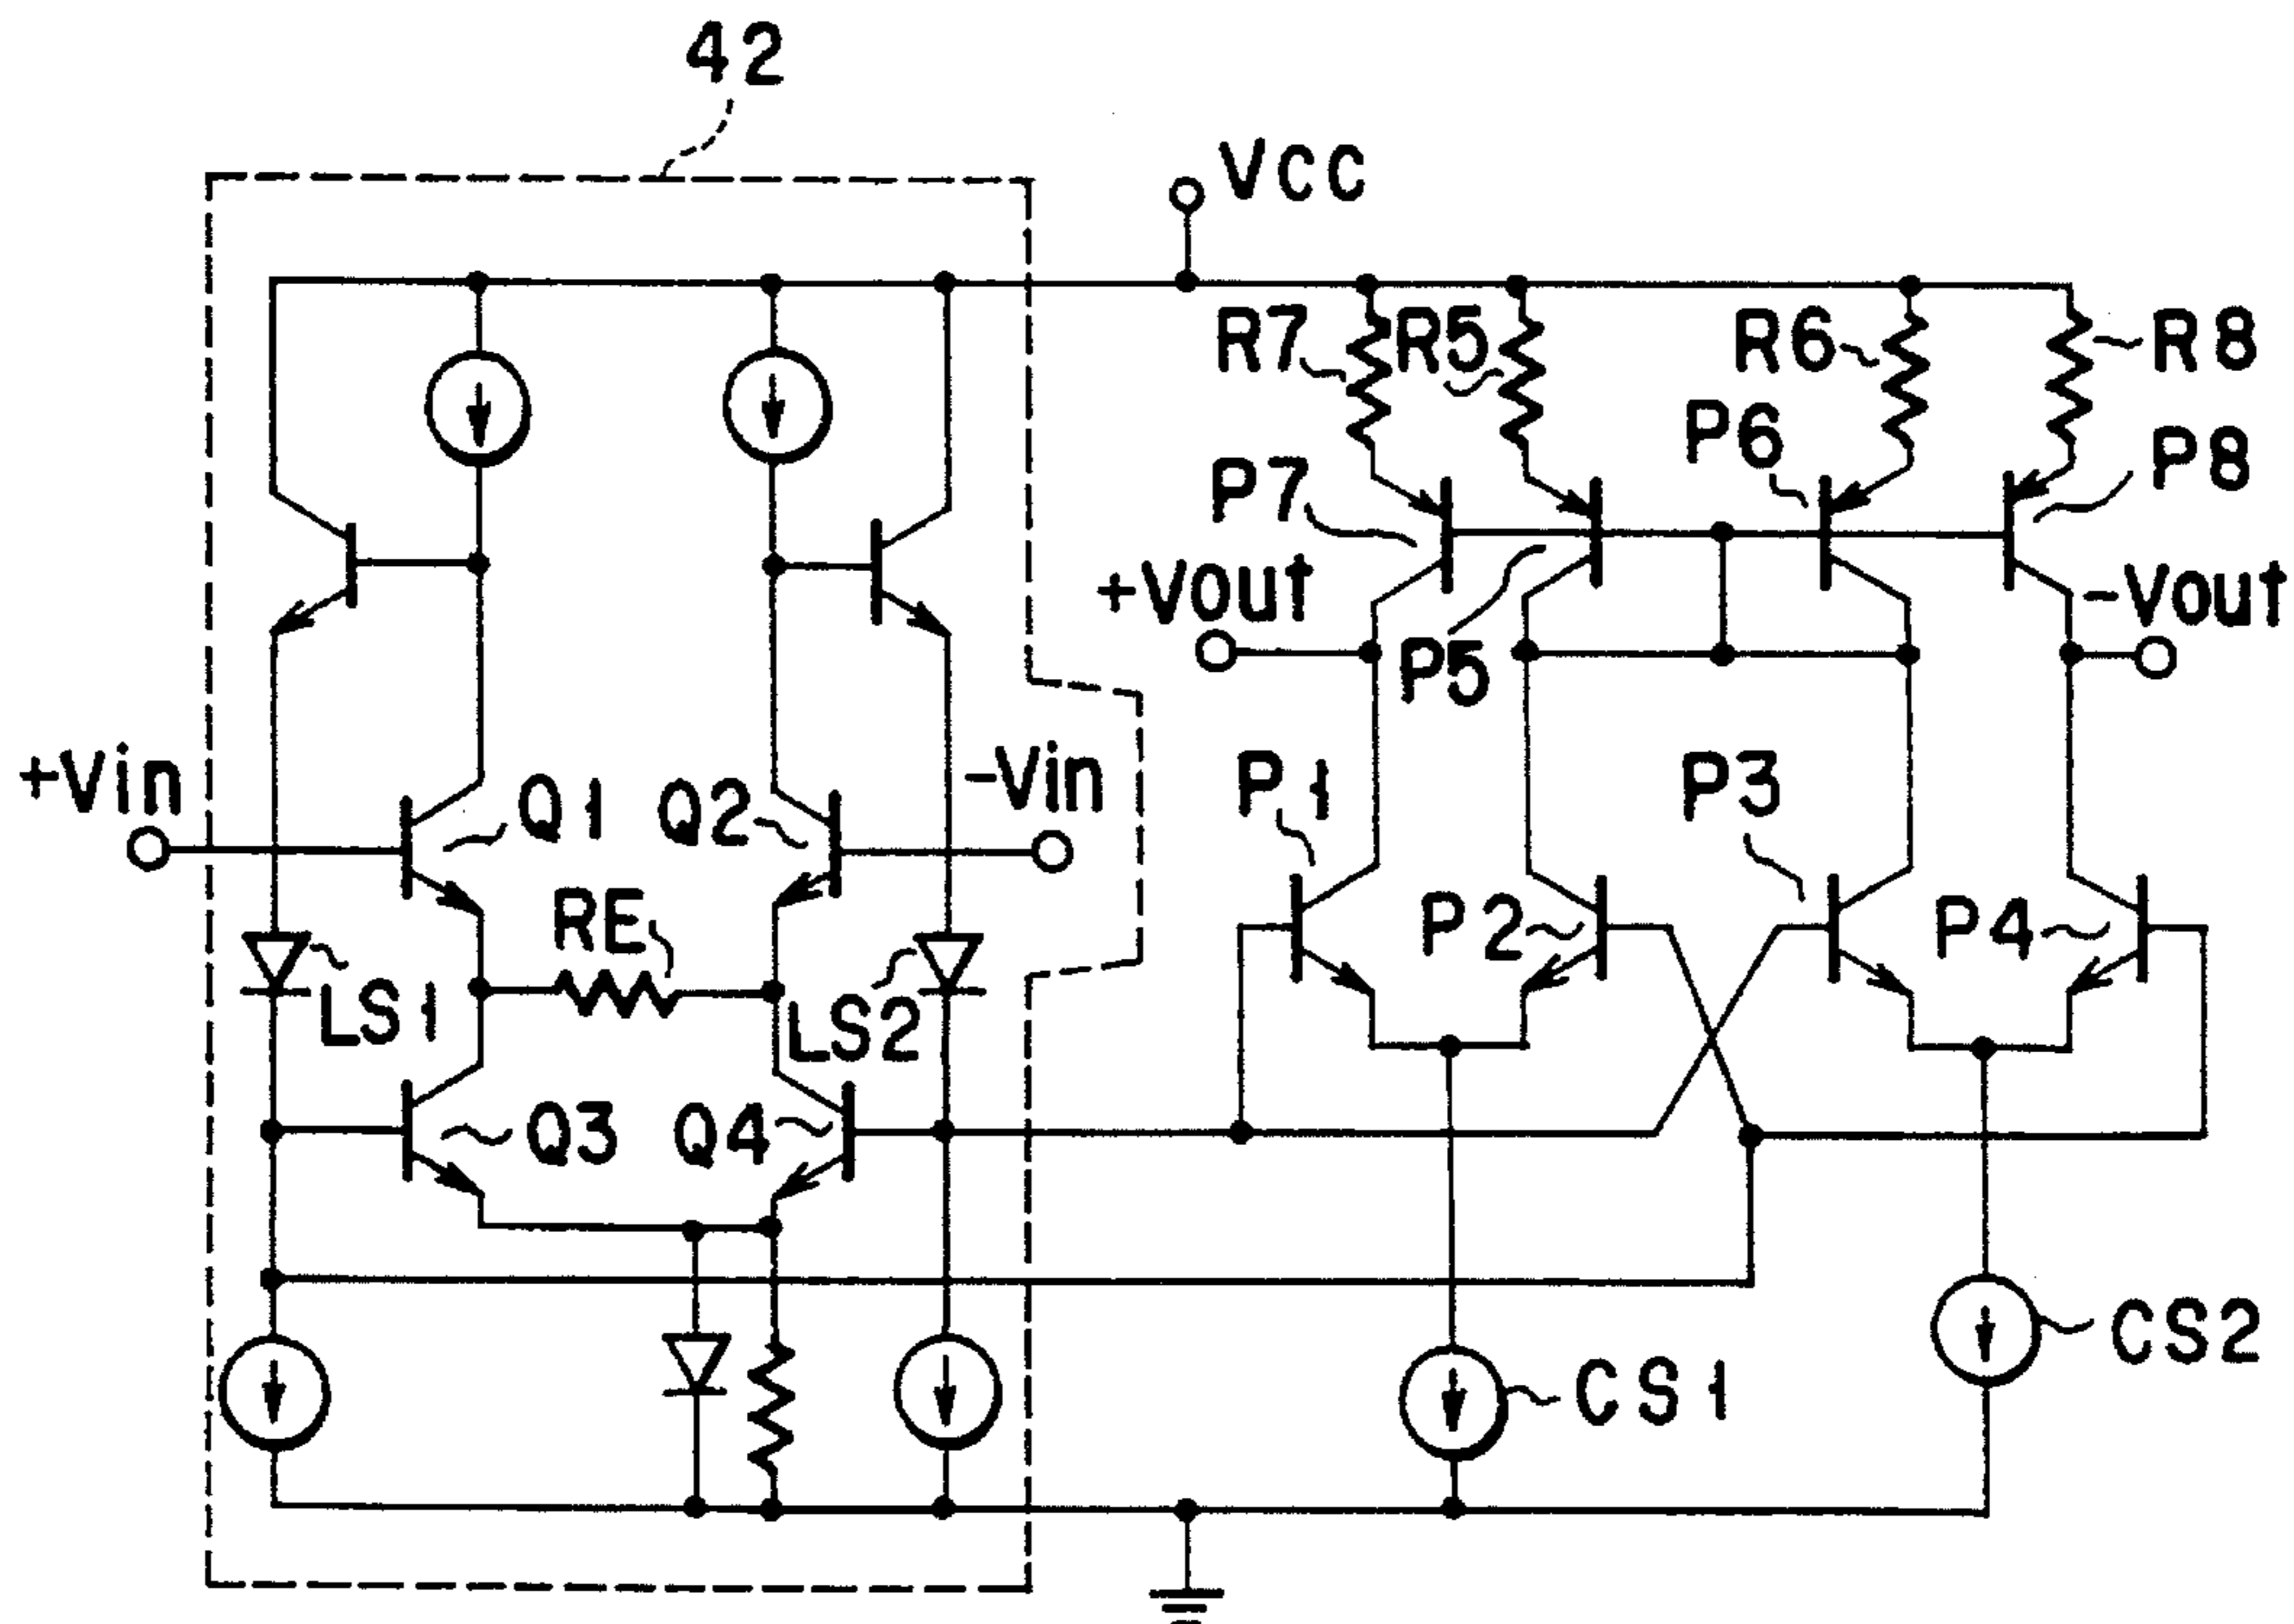 42
VCC
R7
R5
R6
R8
P6
P8
P7
+Vout
-Vout
P5
+Vin
Q1
Q2
-Vin
P1
P3
RE
P2
P4
LS1
LS2
Q3
Q4
CS2
CS1